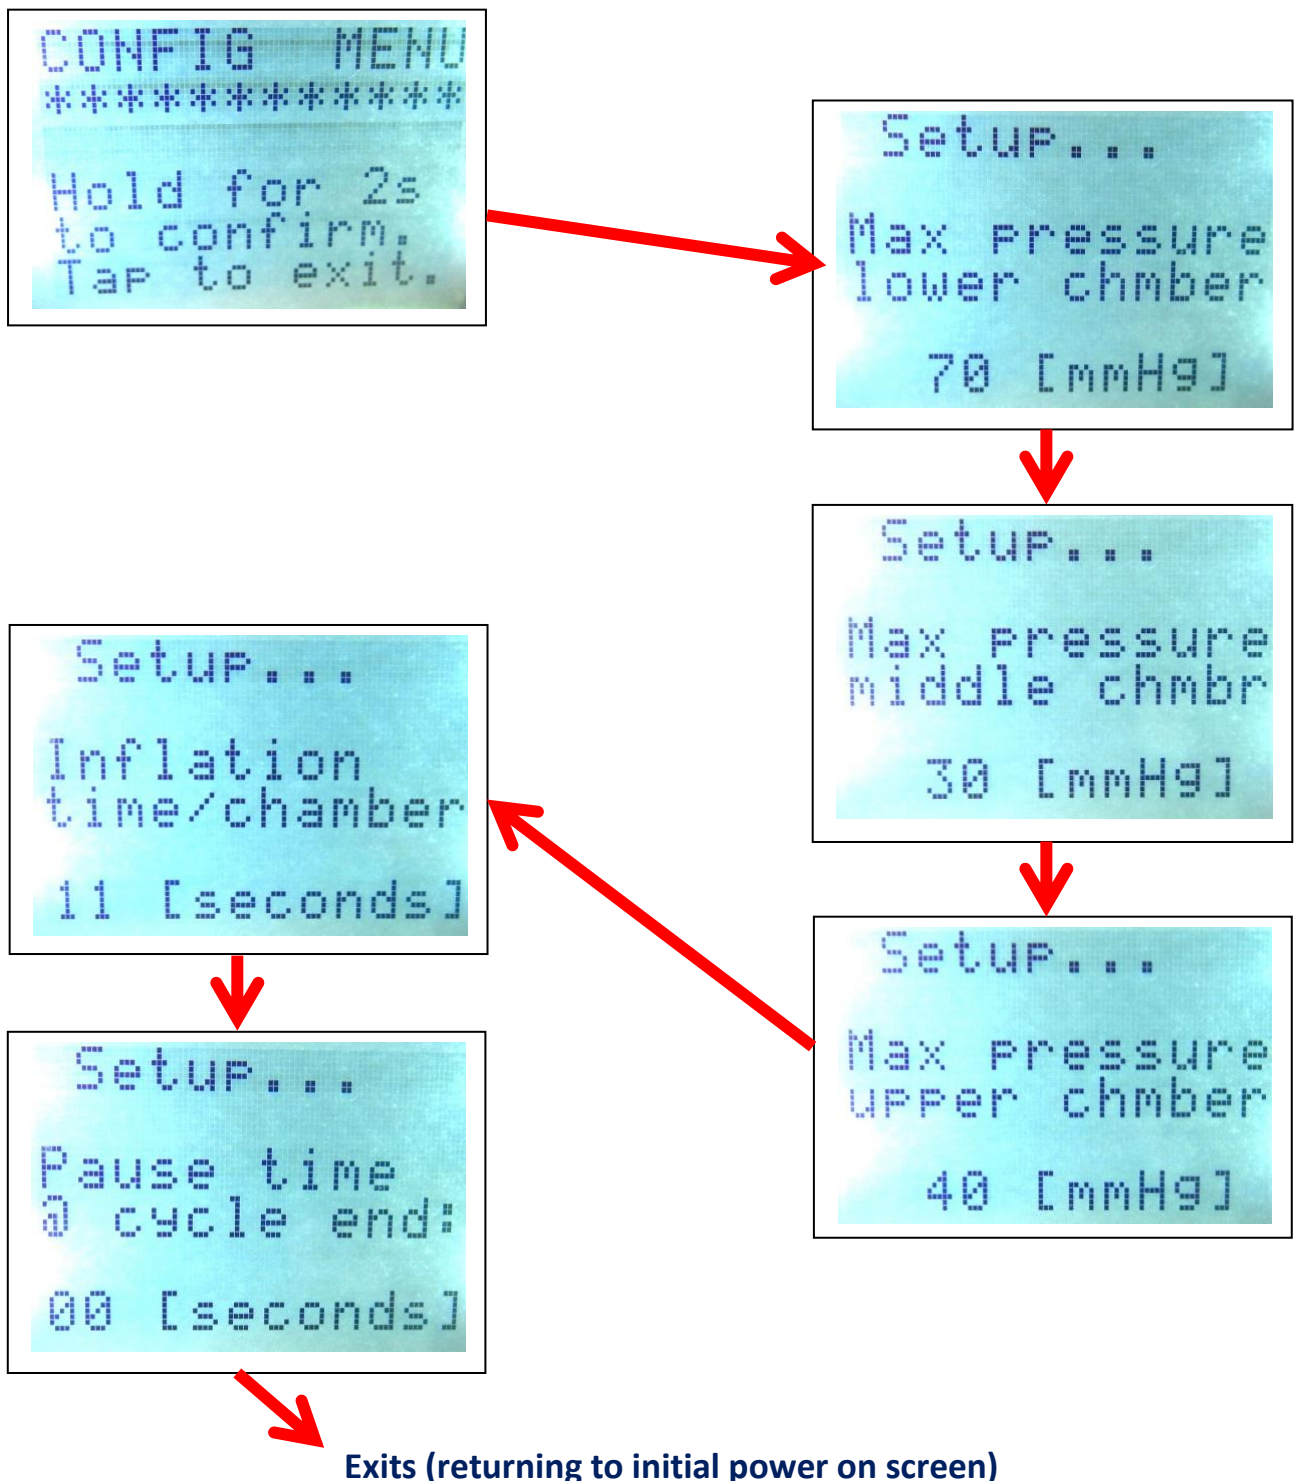 CONFIG MENU
************
Hold for 2s
to confirm.
Tap to exit.
Setup...
Max pressure
lower chmber
70 [mmHg]
Setup...
Max pressure
middle chmbr
30 [mmHg]
Setup...
Max pressure
upper chmber
40 [mmHg]
Setup...
Inflation
time/chamber
11 [seconds]
Setup...
Pause time
@ cycle end:
00 [seconds]
Exits (returning to initial power on screen)